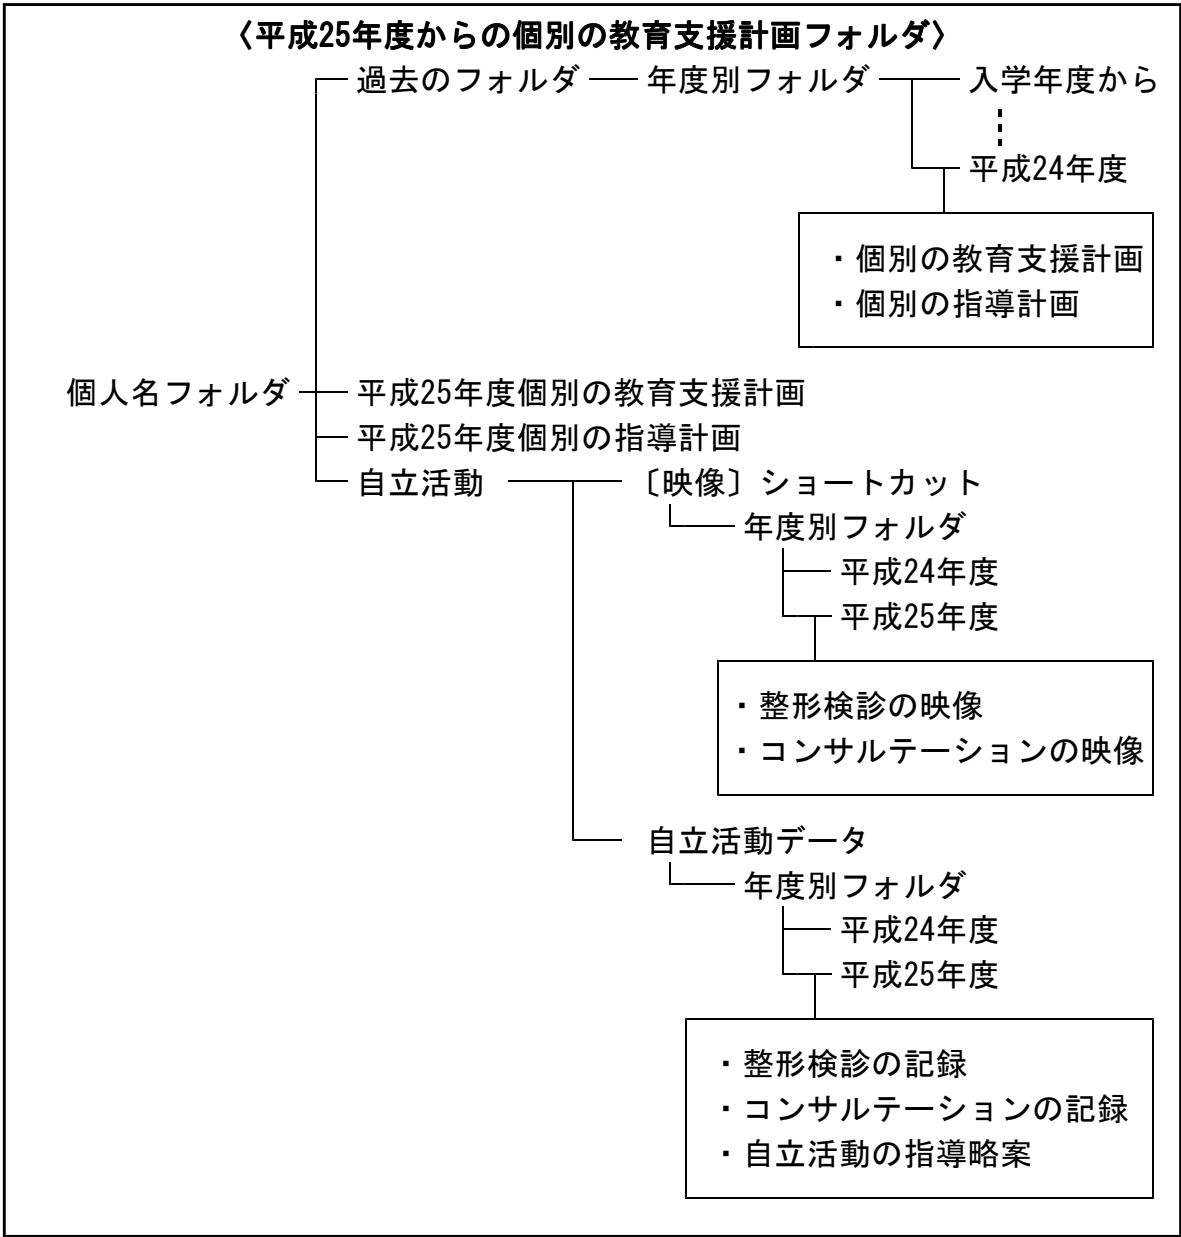 〈平成25年度からの個別の教育支援計画フォルダ〉
過去のフォルダ 年度別フォルダ 入学年度から
平成24年度
・個別の教育支援計画
・個別の指導計画
個人名フォルダ 平成25年度個別の教育支援計画
平成25年度個別の指導計画
自立活動 〔映像〕ショートカット
年度別フォルダ
平成24年度
平成25年度
・整形検診の映像
・コンサルテーションの映像
自立活動データ
年度別フォルダ
平成24年度
平成25年度
・整形検診の記録
・コンサルテーションの記録
・自立活動の指導略案